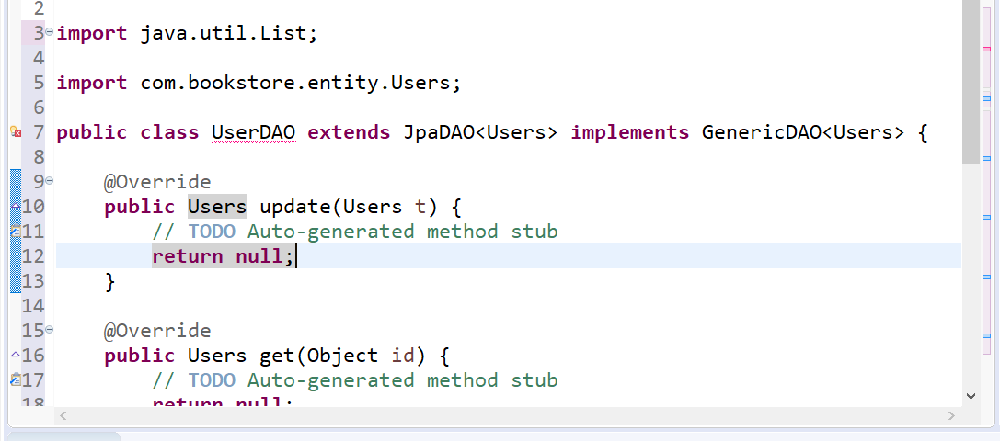 2
3 import java.util.List;
4
5 import com.bookstore.entity.Users;
6
7 public class UserDAO extends JpaDAO<Users> implements GenericDAO<Users> {
8
9 @Override
10 public Users update(Users t) {
11 // TODO Auto-generated method stub
12 return null;
13 }
14
15 @Override
16 public Users get(Object id) {
17 // TODO Auto-generated method stub
18 return null;